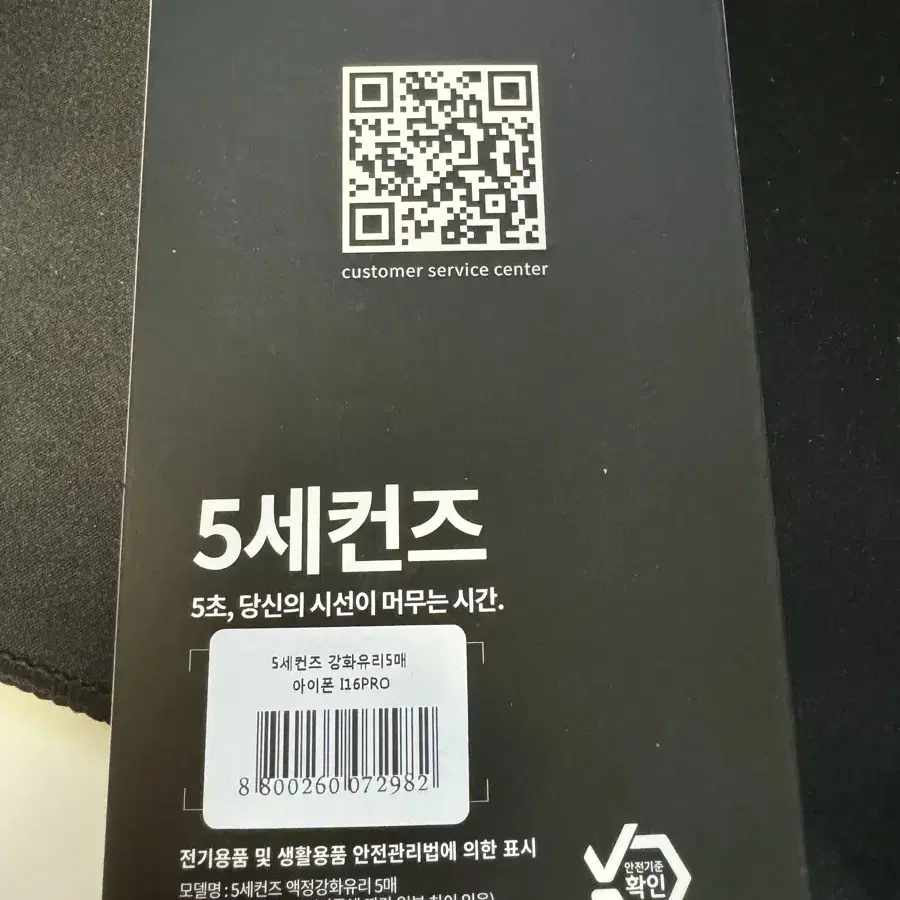 customer service center
5세컨즈
5초, 당신의 시선이 머무는 시간.
5세컨즈 강화유리5매
아이폰 I16PRO
8 800260 072982
전기용품 및 생활용품 안전관리법에 의한 표시
안전기준
확인
모델명 : 5세컨즈 액정강화유리 5매